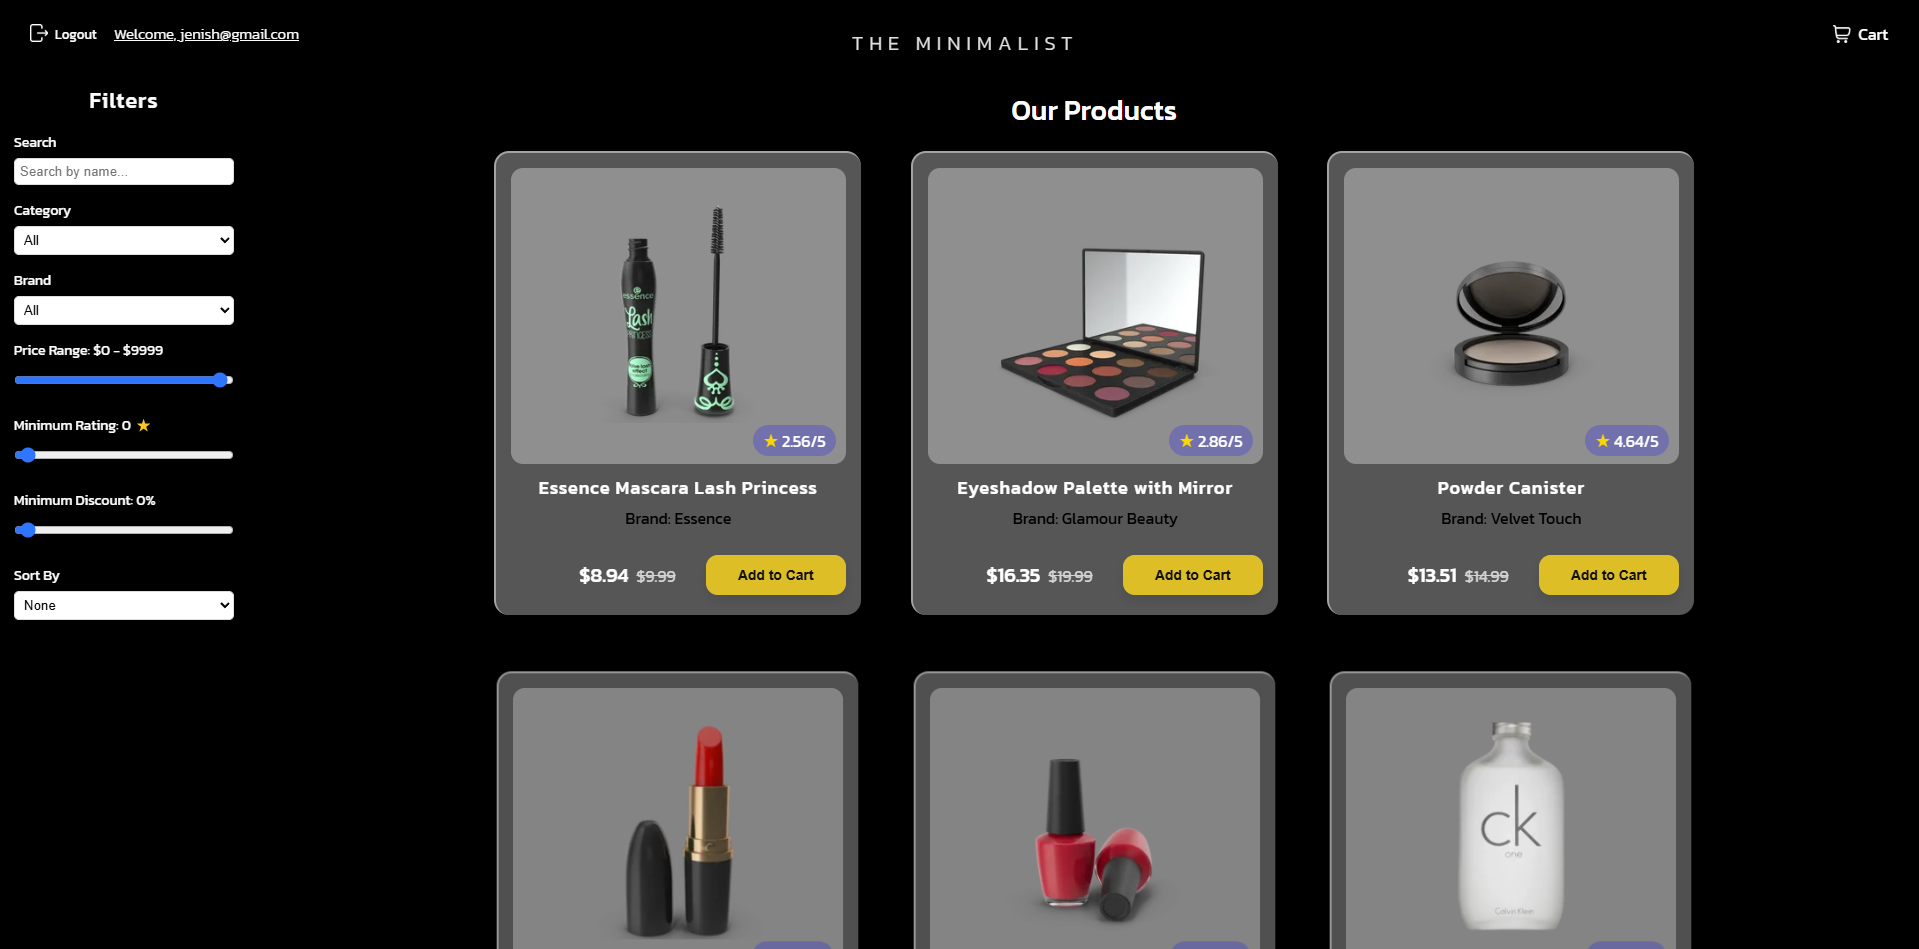 Logout Welcome, jenish@gmail.com
THE MINIMALIST
Cart
Filters
Search
Search by name...
Category
All
Brand
All
Price Range: $0 - $9999
Minimum Rating: 0 ★
Minimum Discount: 0%
Sort By
None
Our Products
essence
Lash
PRINCESS
★ 2.56/5
Essence Mascara Lash Princess
Brand: Essence
$8.94 $9.99 Add to Cart
★ 2.86/5
Eyeshadow Palette with Mirror
Brand: Glamour Beauty
$16.35 $19.99 Add to Cart
★ 4.64/5
Powder Canister
Brand: Velvet Touch
$13.51 $14.99 Add to Cart
ck
one
Calvin Klein